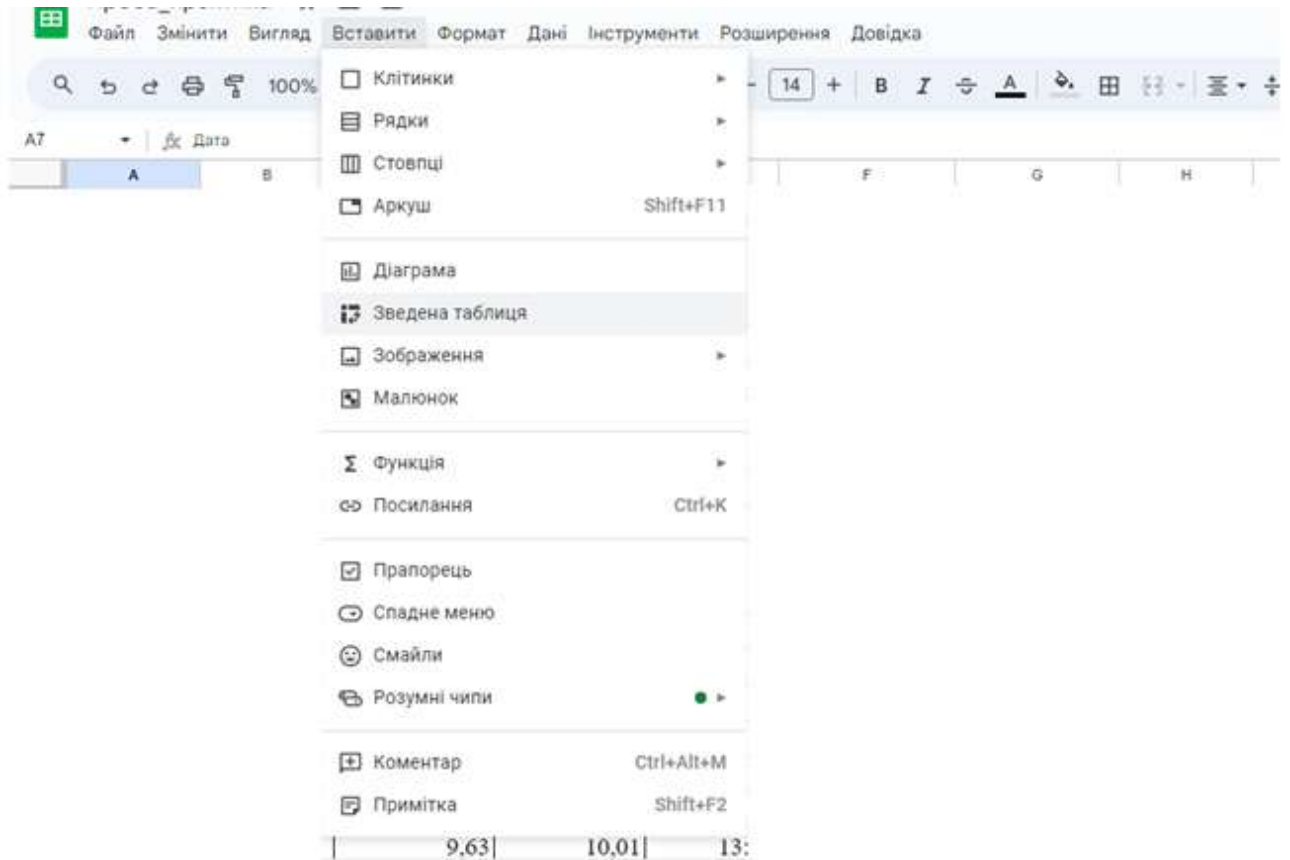 Файл Змінити Вигляд Вставити Формат Дані Інструменти Розширення Довідка
100% - 14 + B I A
A7 fx Дата
A B F G H
Клітинки
Рядки
Стовпці
Аркуш Shift+F11
Діаграма
Зведена таблиця
Зображення
Малюнок
Σ Функція
Посилання Ctrl+K
Прапорець
Спадне меню
Смайли
Розумні чипи
Коментар Ctrl+Alt+M
Примітка Shift+F2
9,63 10,01 13: